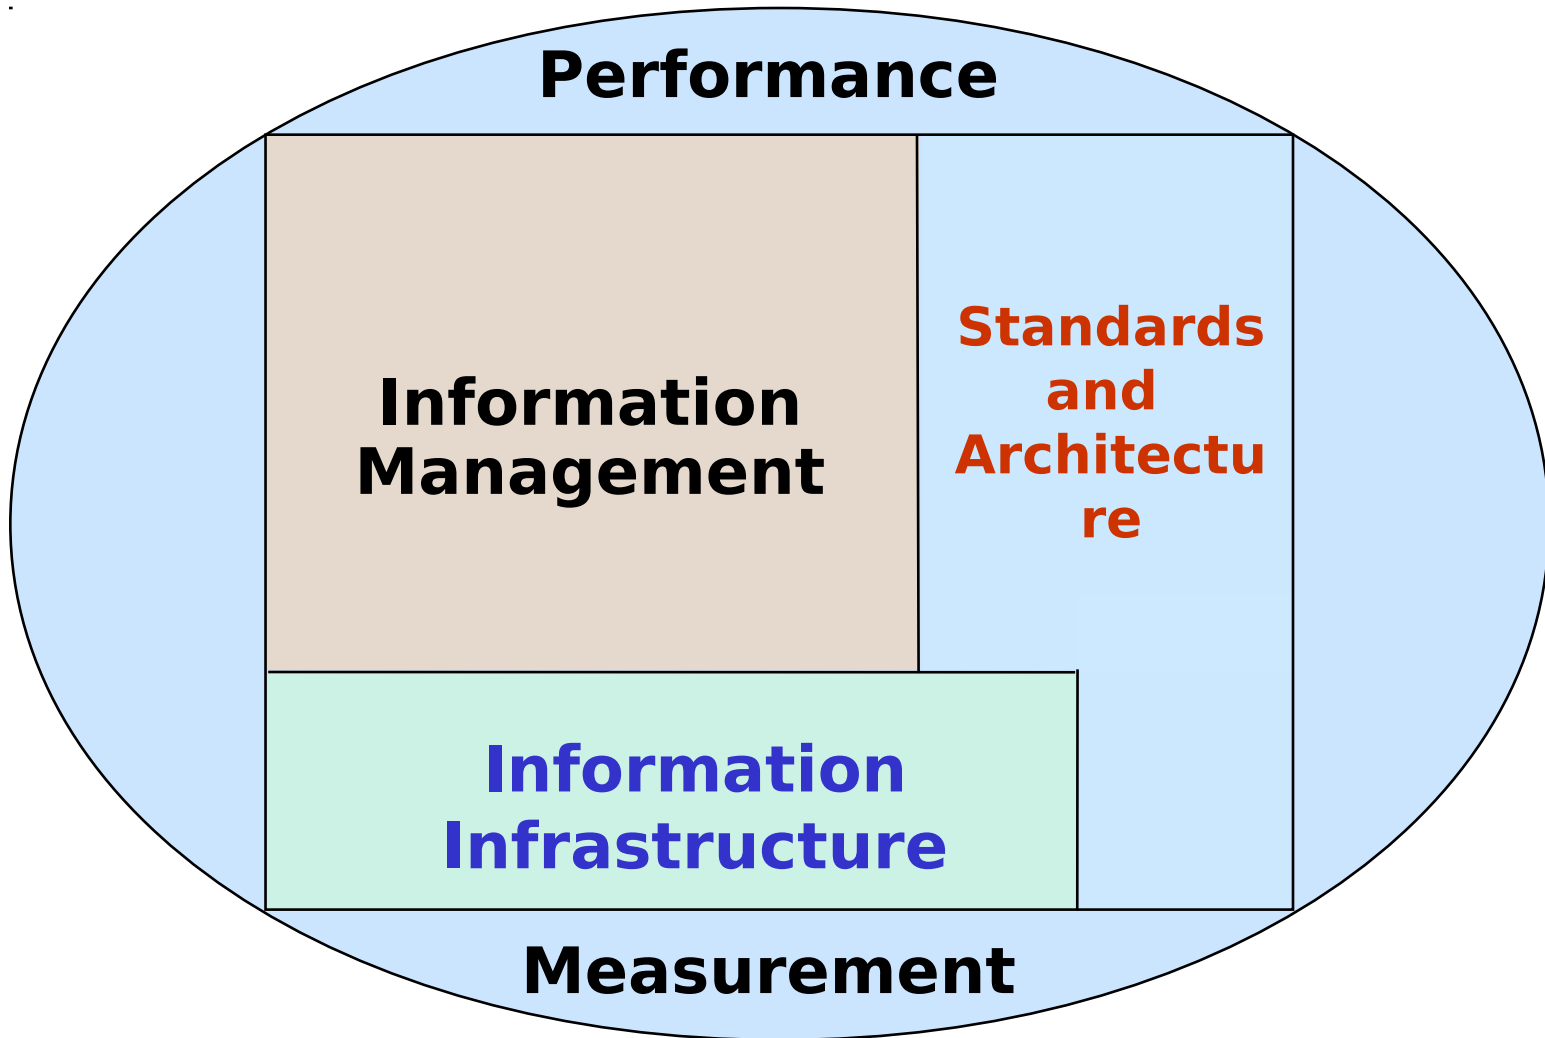 Performance
Information
Management
Standards
and
Architectu
re
Information
Infrastructure
Measurement